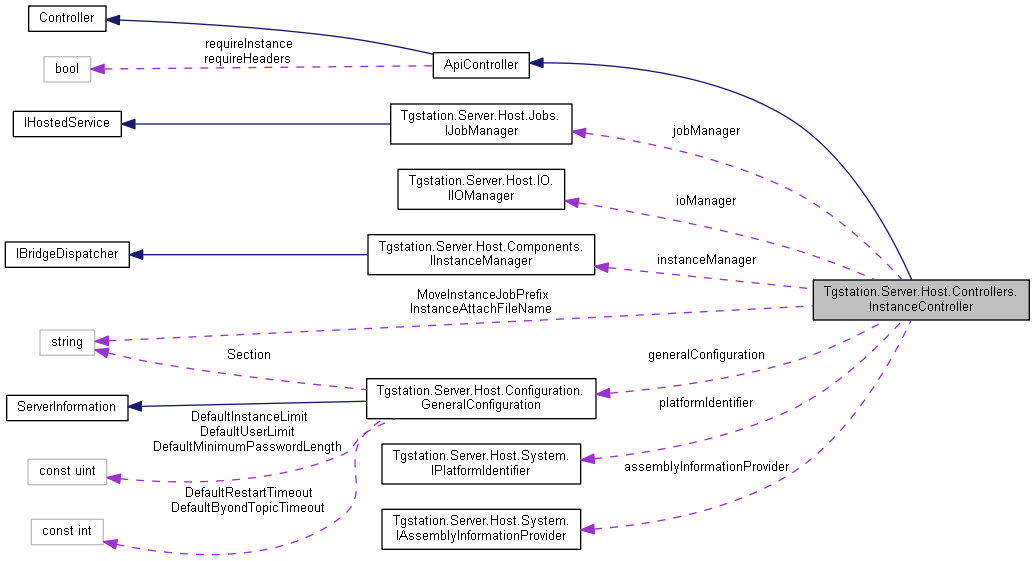 Controller
requireInstance
requireHeaders
bool
ApiController
IHostedService
Tgstation.Server.Host.Jobs.
IJobManager
jobManager
Tgstation.Server.Host.IO.
IIOManager
ioManager
IBridgeDispatcher
Tgstation.Server.Host.Components.
IInstanceManager
instanceManager
Tgstation.Server.Host.Controllers.
InstanceController
MoveInstanceJobPrefix
InstanceAttachFileName
string
Section
generalConfiguration
Tgstation.Server.Host.Configuration.
GeneralConfiguration
ServerInformation
platformIdentifier
DefaultInstanceLimit
DefaultUserLimit
DefaultMinimumPasswordLength
const uint
Tgstation.Server.Host.System.
IPlatformIdentifier
assemblyInformationProvider
DefaultRestartTimeout
DefaultByondTopicTimeout
const int
Tgstation.Server.Host.System.
IAssemblyInformationProvider